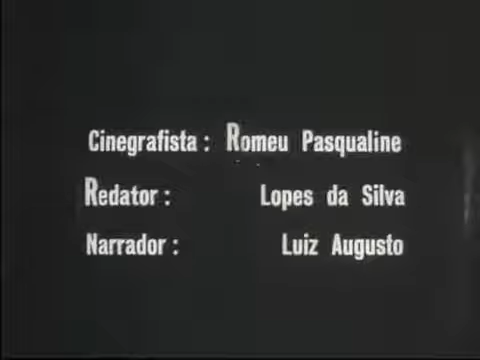 Cinegrafista : Romeu Pasqualine
Redator : Lopes da Silva
Narrador : Luiz Augusto